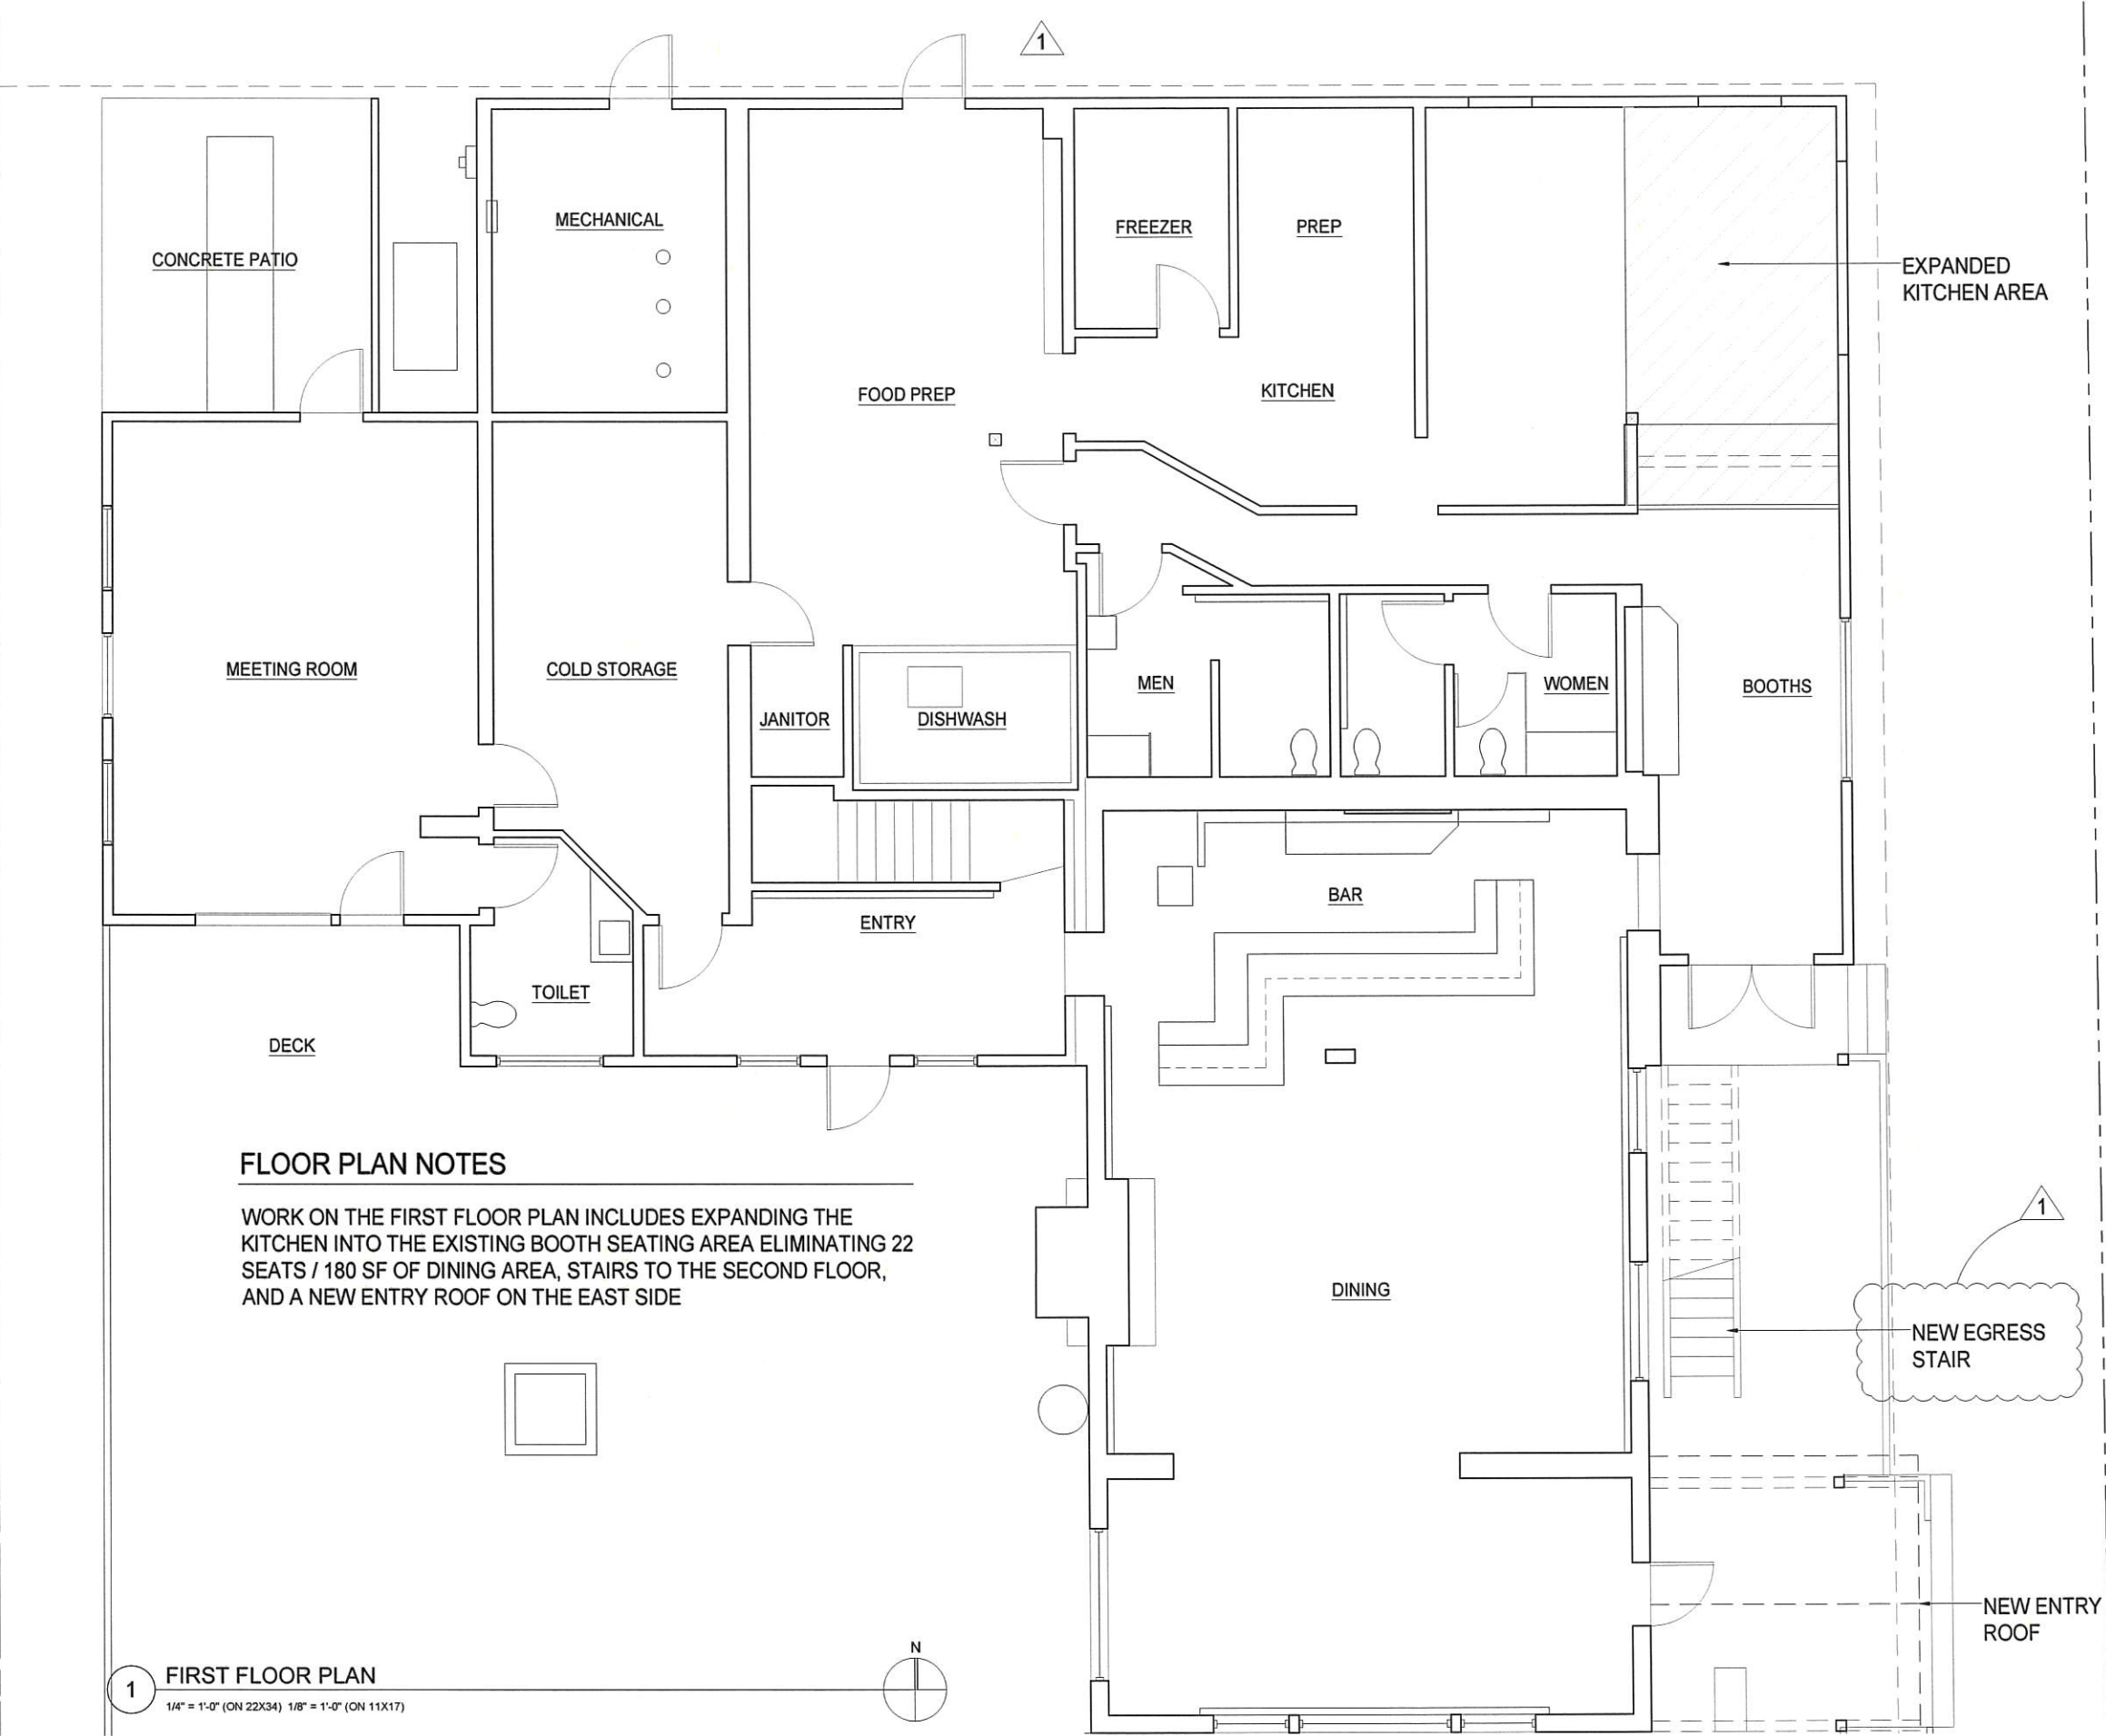 1
MECHANICAL
FREEZER
PREP
CONCRETE PATIO
EXPANDED
KITCHEN AREA
FOOD PREP
KITCHEN
MEETING ROOM
COLD STORAGE
JANITOR
DISHWASH
MEN
WOMEN
BOOTHS
BAR
ENTRY
TOILET
DECK
FLOOR PLAN NOTES
WORK ON THE FIRST FLOOR PLAN INCLUDES EXPANDING THE
KITCHEN INTO THE EXISTING BOOTH SEATING AREA ELIMINATING 22
SEATS / 180 SF OF DINING AREA, STAIRS TO THE SECOND FLOOR,
AND A NEW ENTRY ROOF ON THE EAST SIDE
1
DINING
NEW EGRESS
STAIR
NEW ENTRY
ROOF
N
1
FIRST FLOOR PLAN
1/4" = 1'-0" (ON 22X34) 1/8" = 1'-0" (ON 11X17)